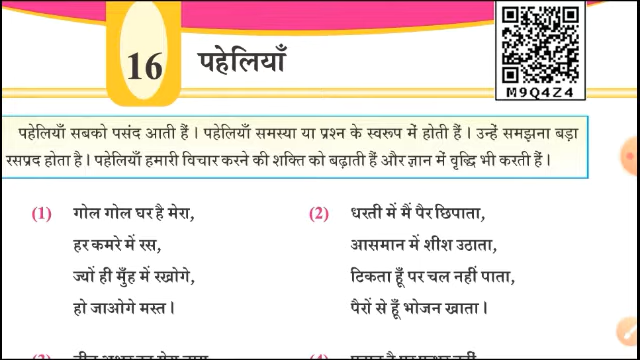 16
पहेलियाँ
M9Q4Z4
पहेलियाँ सबको पसंद आती हैं । पहेलियाँ समस्या या प्रश्न के स्वरूप में होती हैं । उन्हें समझना बड़ा
रसप्रद होता है । पहेलियाँ हमारी विचार करने की शक्ति को बढ़ाती हैं और ज्ञान में वृद्धि भी करती हैं ।
(1) गोल गोल घर है मेरा,
हर कमरे में रस,
ज्यों ही मुँह में रखोगे,
हो जाओगे मस्त ।
(2) धरती में मैं पैर छिपाता,
आसमान में शीश उठाता,
टिकता हूँ पर चल नहीं पाता,
पैरों से हूँ भोजन खाता ।